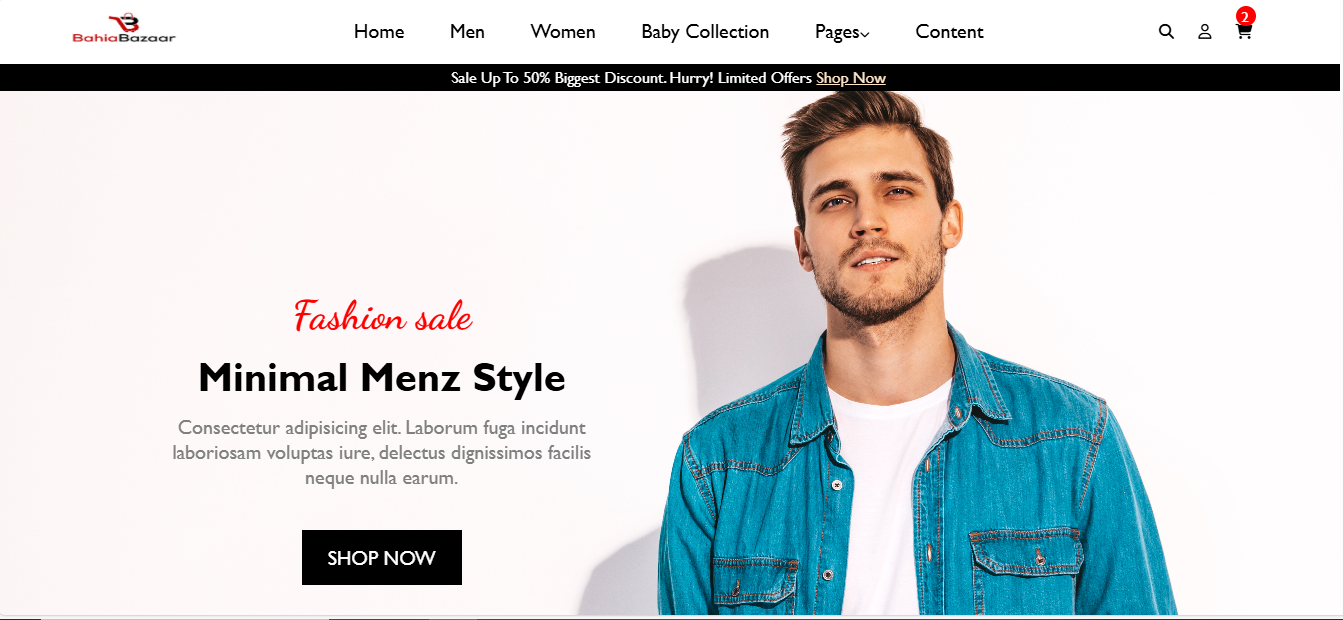 BahiaBazaar
Home Men Women Baby Collection Pages Content
2
Sale Up To 50% Biggest Discount. Hurry! Limited Offers Shop Now
Fashion sale
Minimal Menz Style
Consectetur adipisicing elit. Laborum fuga incidunt
laboriosam voluptas iure, delectus dignissimos facilis
neque nulla earum.
SHOP NOW